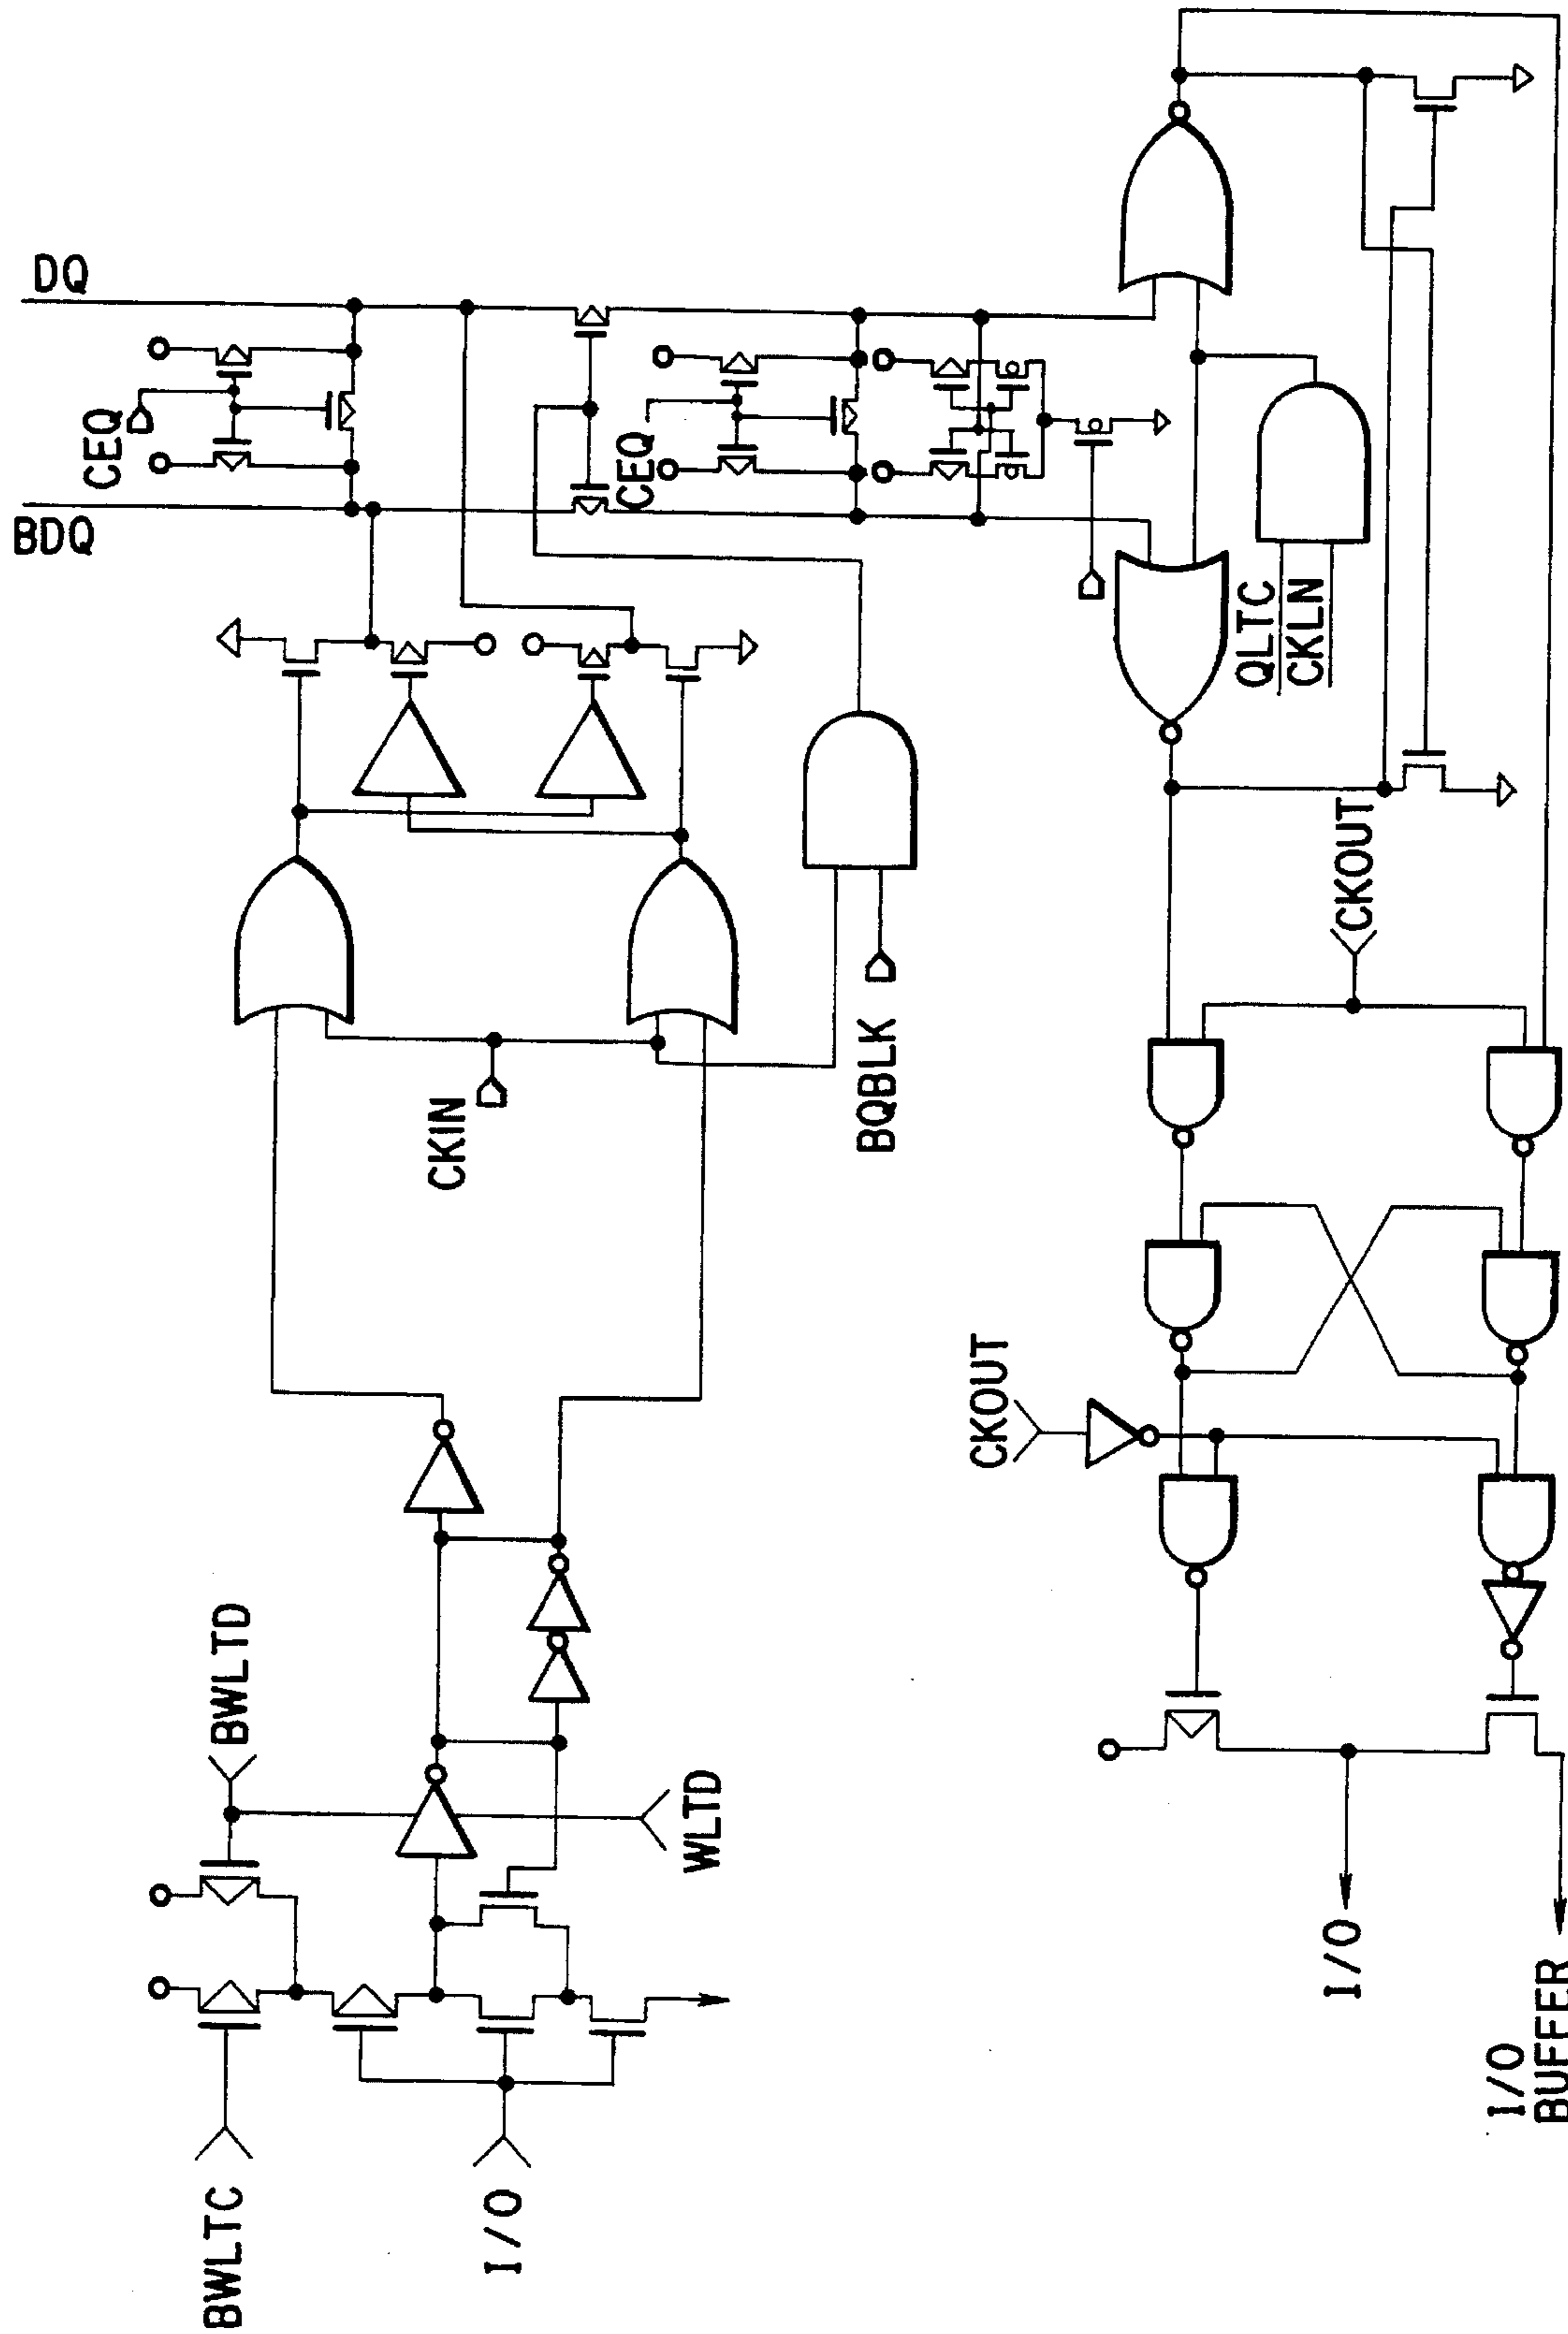 DQ
BDQ
CEQ
CEQ
QLTC
CKLN
CKOUT
CKIN
BQBLK
CKOUT
BWLTD
WLTD
BWLTC
I/O
I/O
I/O
BUFFER